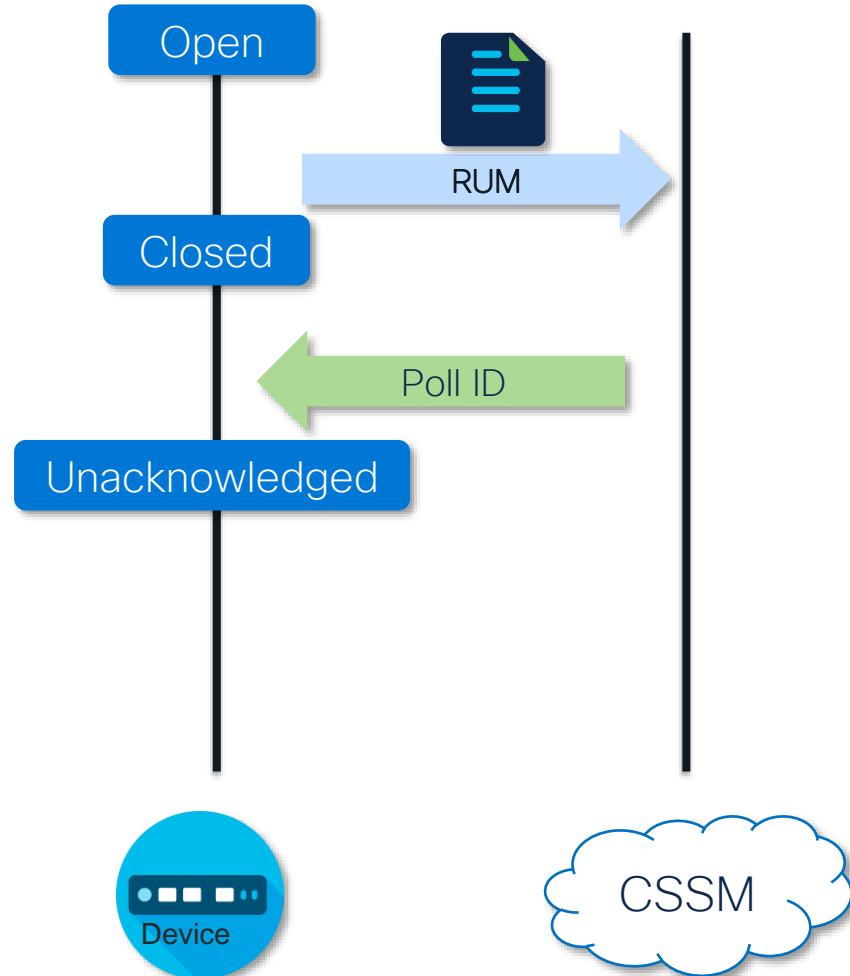 Open
RUM
Closed
Poll ID
Unacknowledged
CSSM
Device